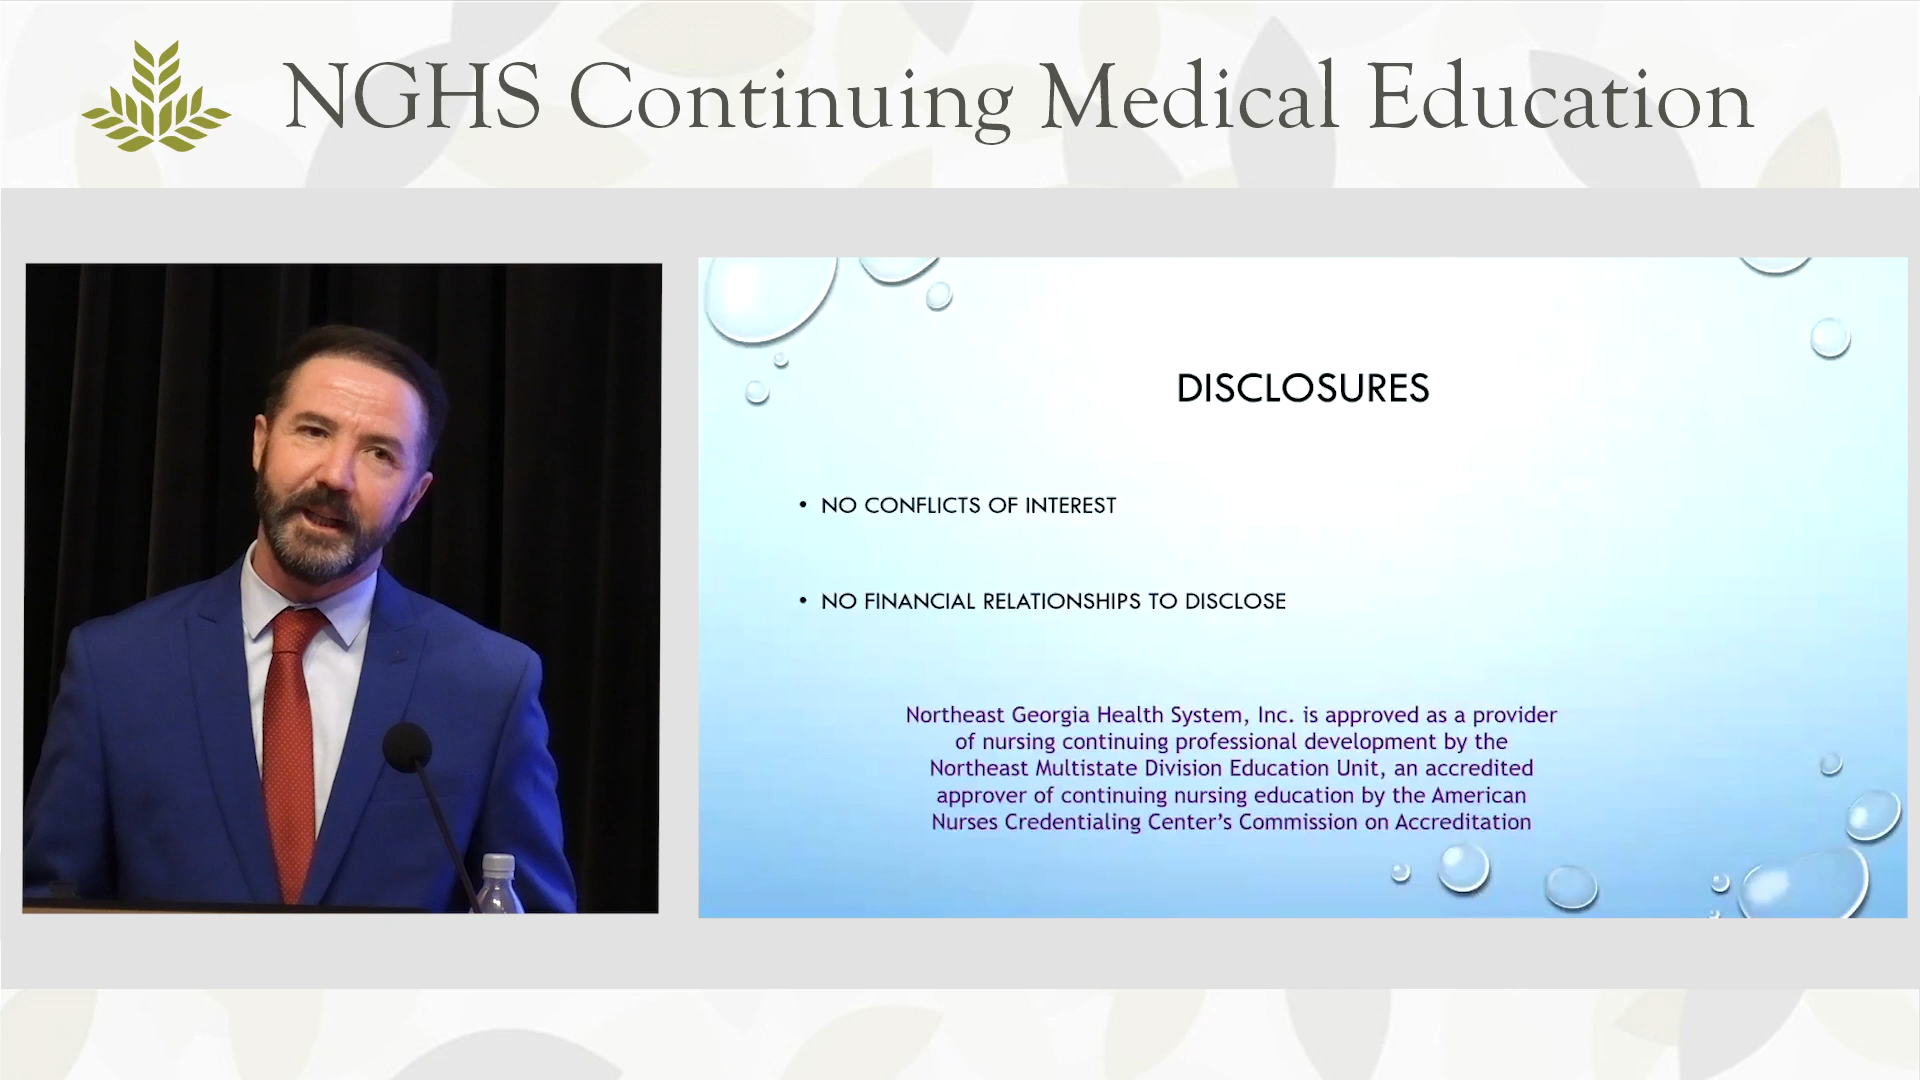 NGHS Continuing Medical Education
DISCLOSURES
• NO CONFLICTS OF INTEREST
• NO FINANCIAL RELATIONSHIPS TO DISCLOSE
Northeast Georgia Health System, Inc. is approved as a provider
of nursing continuing professional development by the
Northeast Multistate Division Education Unit, an accredited
approver of continuing nursing education by the American
Nurses Credentialing Center’s Commission on Accreditation